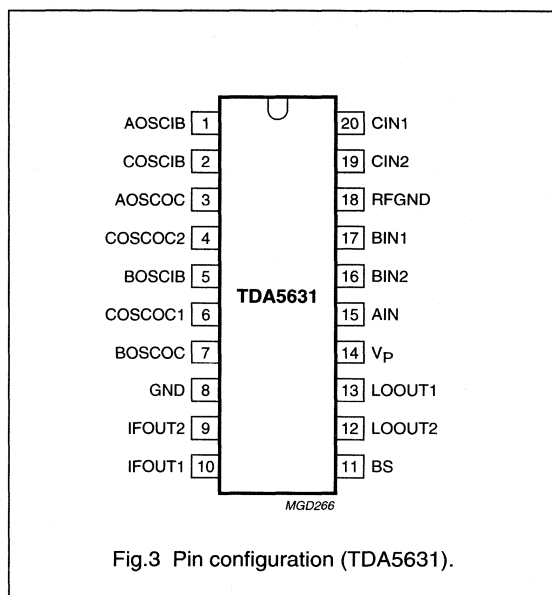 AOSCIB 1 20 CIN1
COSCIB 2 19 CIN2
AOSCOC 3 18 RFGND
COSCOC2 4 17 BIN1
BOSCIB 5 16 BIN2
TDA5631
COSCOC1 6 15 AIN
BOSCOC 7 14 VP
GND 8 13 LOOUT1
IFOUT2 9 12 LOOUT2
IFOUT1 10 11 BS
MGD266
Fig.3 Pin configuration (TDA5631).